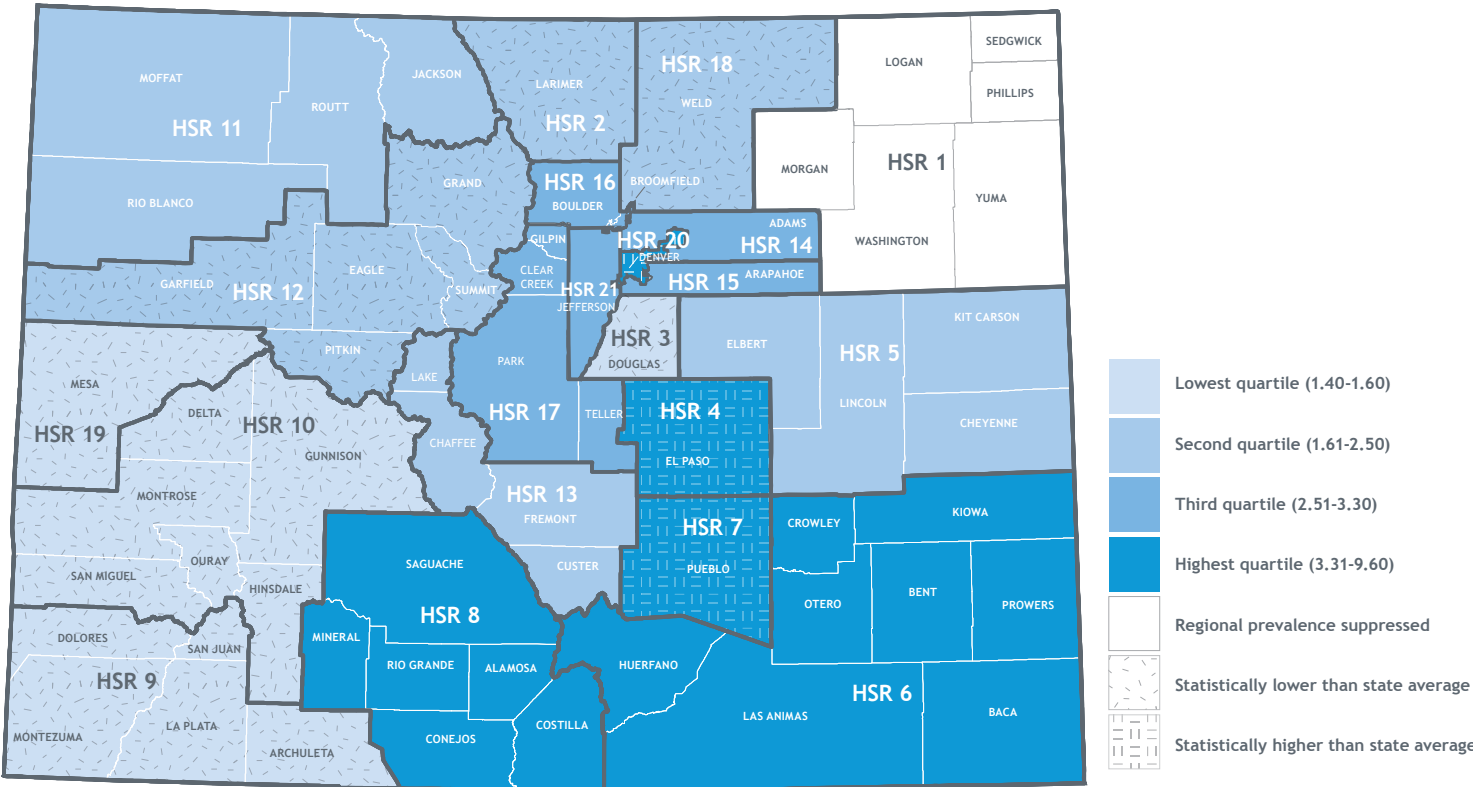 SEDGWICK
LOGAN
HSR 18
JACKSON
MOFFAT
LARIMER
PHILLIPS
WELD
ROUTT
HSR 2
HSR 11
HSR 1
MORGAN
HSR 16
BROOMFIELD
GRAND
YUMA
RIO BLANCO
BOULDER
ADAMS
GILPIN
HSR 20
HSR 14
WASHINGTON
DENVER
EAGLE
CLEAR
CREEK
ARAPAHOE
GARFIELD
HSR 12
SUMMIT
HSR 21
HSR 15
JEFFERSON
KIT CARSON
HSR 3
ELBERT
HSR 5
PITKIN
PARK
DOUGLAS
LAKE
MESA
Lowest quartile (1.40-1.60)
LINCOLN
DELTA
HSR 17
TELLER
HSR 4
CHEYENNE
HSR 10
HSR 19
CHAFFEE
Second quartile (1.61-2.50)
GUNNISON
EL PASO
MONTROSE
HSR 13
Third quartile (2.51-3.30)
KIOWA
FREMONT
CROWLEY
HSR 7
OURAY
SAGUACHE
CUSTER
PUEBLO
Highest quartile (3.31-9.60)
SAN MIGUEL
HINSDALE
BENT
OTERO
PROWERS
HSR 8
Regional prevalence suppressed
DOLORES
MINERAL
SAN JUAN
RIO GRANDE
ALAMOSA
HUERFANO
HSR 9
HSR 6
Statistically lower than state average
BACA
LAS ANIMAS
LA PLATA
COSTILLA
MONTEZUMA
CONEJOS
Statistically higher than state average
ARCHULETA